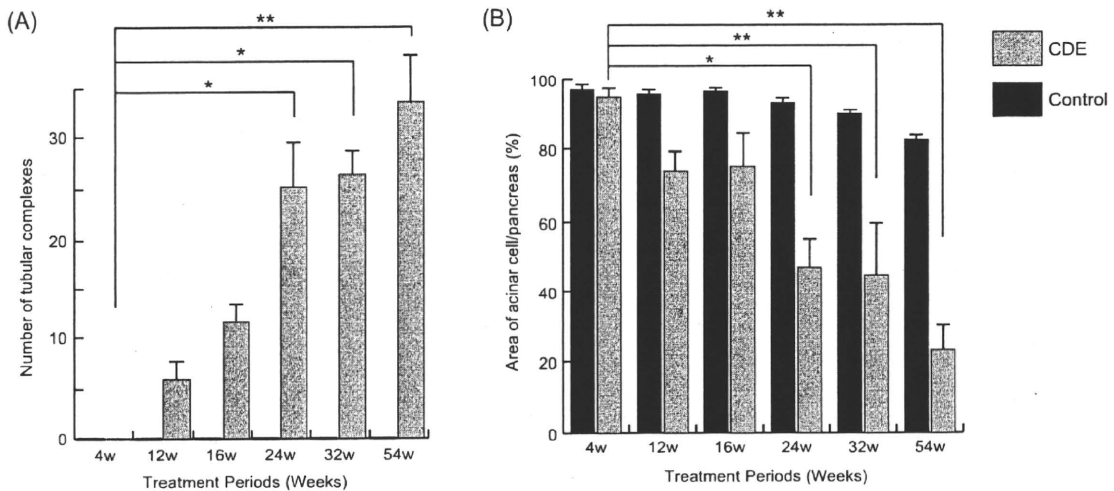 (A)
**
*
*
30
30
10
0
Number of tubular complexes
4w 12w 16w 24w 32w 54w
Treatment Periods (Weeks)
(B)
**
**
*
100
80
60
40
20
0
Area of acinar cell/pancreas (%)
4w 12w 16w 24w 32w 54w
Treatment Periods (Weeks)
CDE
Control